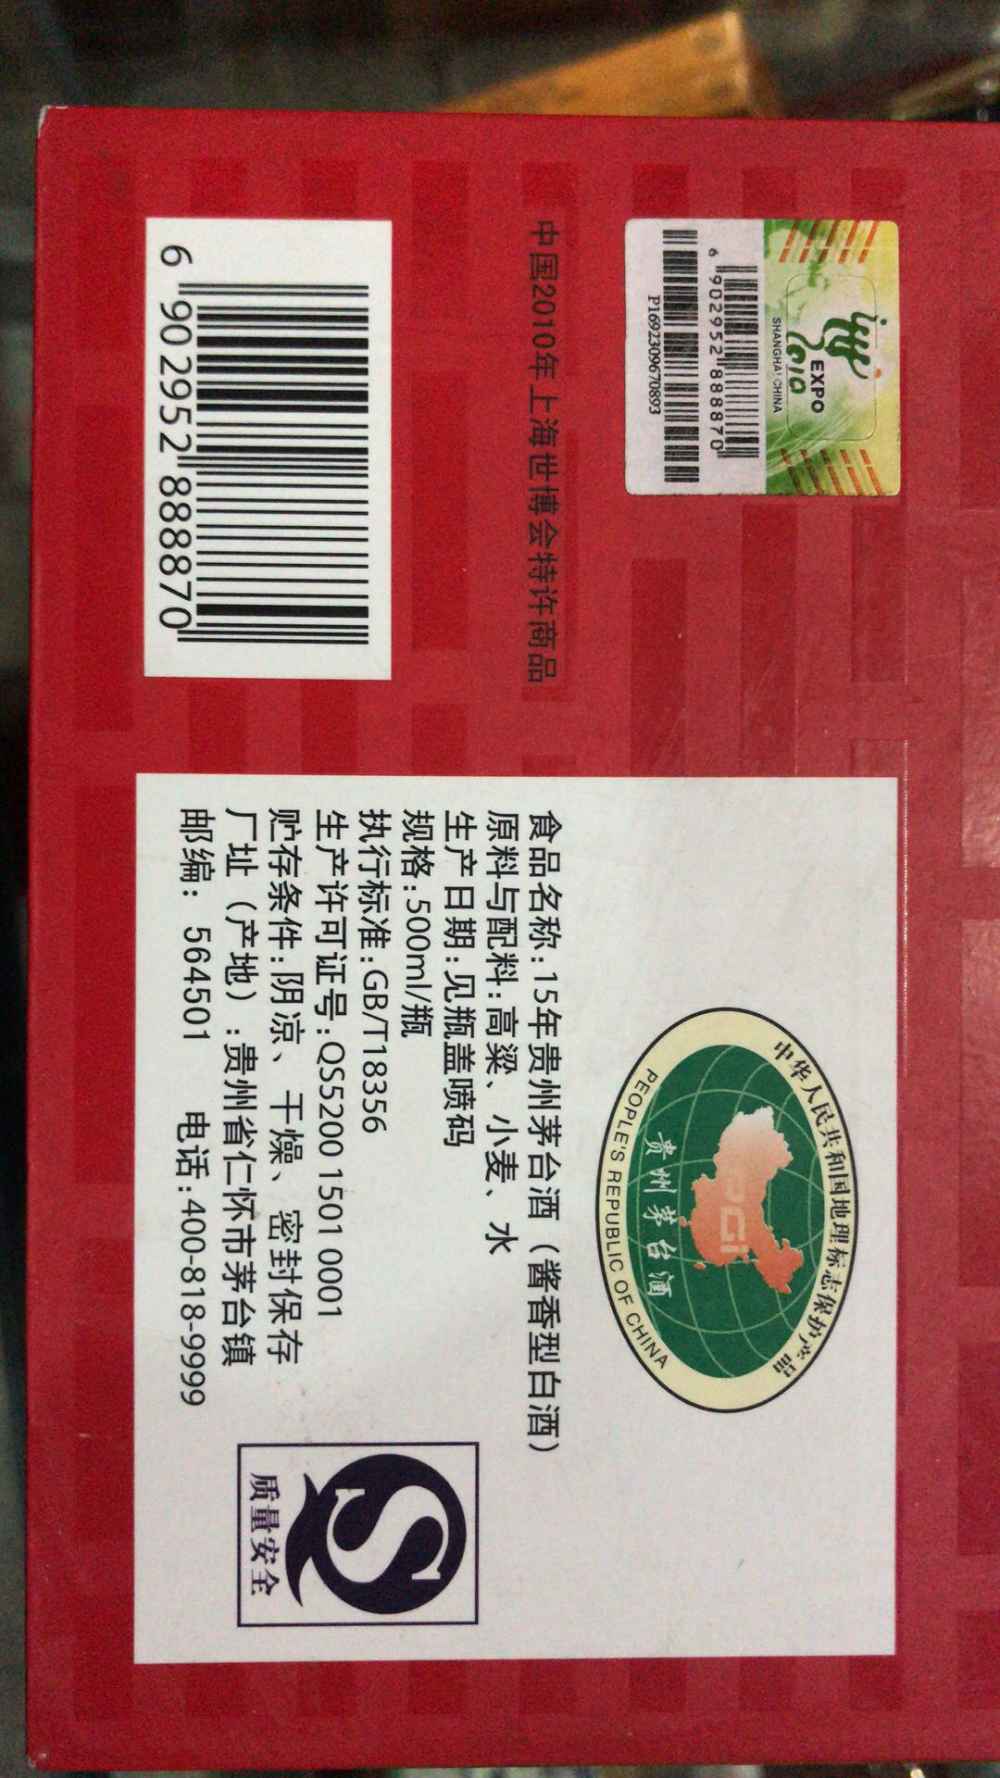 EXPO
2010
SHANGHAI CHINA
6 902952 888870
P1692309670893
中国2010年上海世博会特许商品
6 902952 888870
中华人民共和国地理标志保护产品
PGI
贵州茅台酒
PEOPLE'S REPUBLIC OF CHINA
食品名称:15年贵州茅台酒（酱香型白酒）
原料与配料:高粱、小麦、水
生产日期:见瓶盖喷码
规格:500ml/瓶
执行标准:GB/T18356
生产许可证号:QS5200 1501 0001
贮存条件:阴凉、干燥、密封保存
厂址（产地）:贵州省仁怀市茅台镇
邮编: 564501 电话:400-818-9999
质量安全